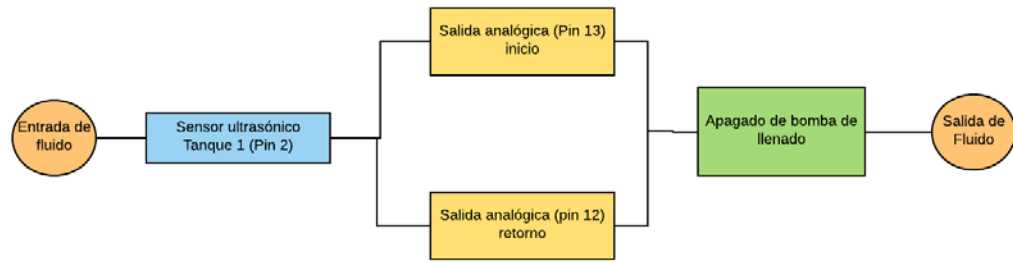 Entrada de
fluido
Sensor ultrasónico
Tanque 1 (Pin 2)
Salida analógica (Pin 13)
inicio
Salida analógica (pin 12)
retorno
Apagado de bomba de
llenado
Salida de
Fluido